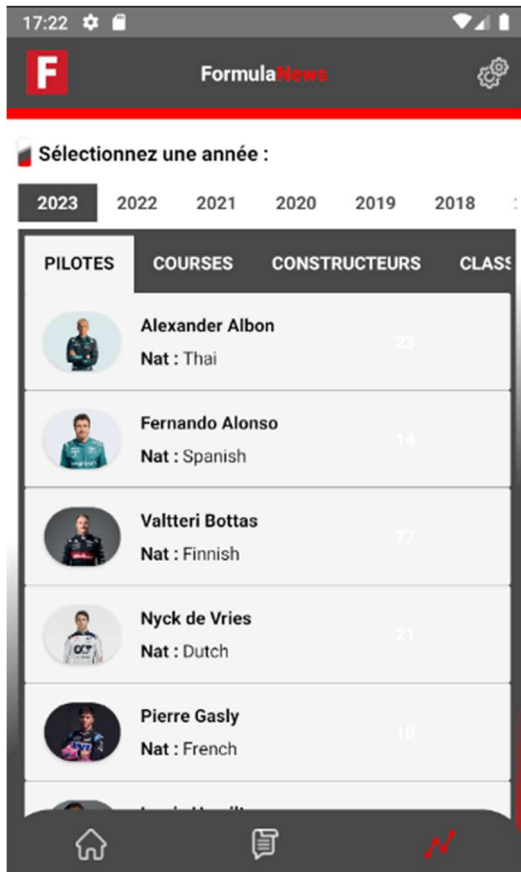 17:22
F
FormulaNews
Sélectionnez une année :
2023 2022 2021 2020 2019 2018
PILOTES COURSES CONSTRUCTEURS CLASS
Alexander Albon
23
Nat : Thai
Fernando Alonso
14
Nat : Spanish
Valtteri Bottas
77
Nat : Finnish
Nyck de Vries
21
Nat : Dutch
Pierre Gasly
10
Nat : French